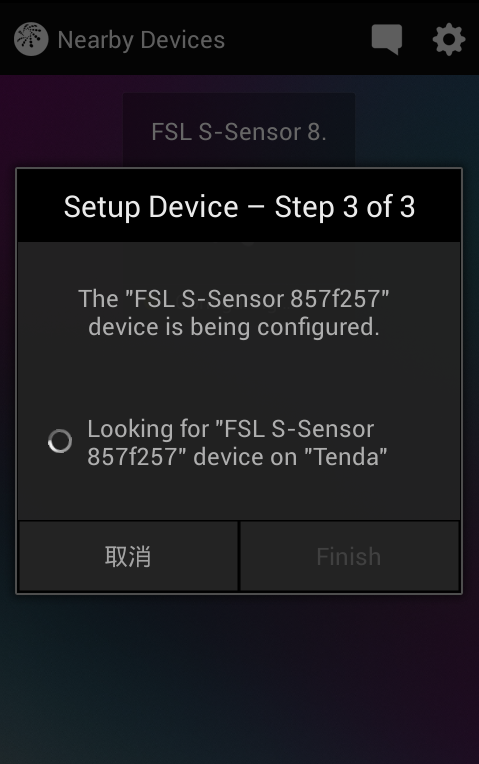 Nearby Devices
FSL S-Sensor 8.
Setup Device – Step 3 of 3
The "FSL S-Sensor 857f257"
device is being configured.
Looking for "FSL S-Sensor
857f257" device on "Tenda"
取消
Finish